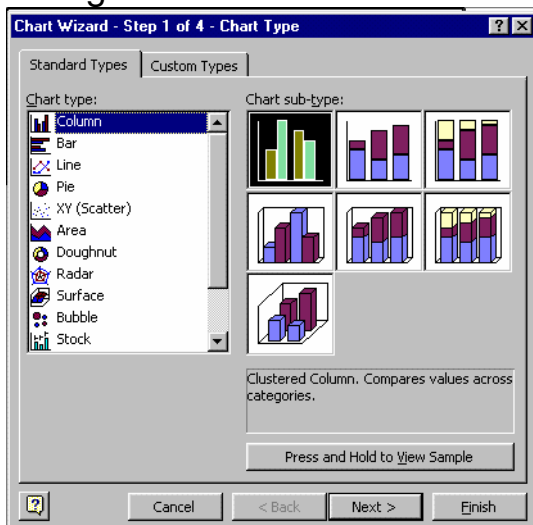 Chart Wizard - Step 1 of 4 - Chart Type
Standard Types Custom Types
Chart type:
Column
Bar
Line
Pie
XY (Scatter)
Area
Doughnut
Radar
Surface
Bubble
Stock
Chart sub-type:
Clustered Column. Compares values across
categories.
Press and Hold to View Sample
Cancel < Back Next > Finish